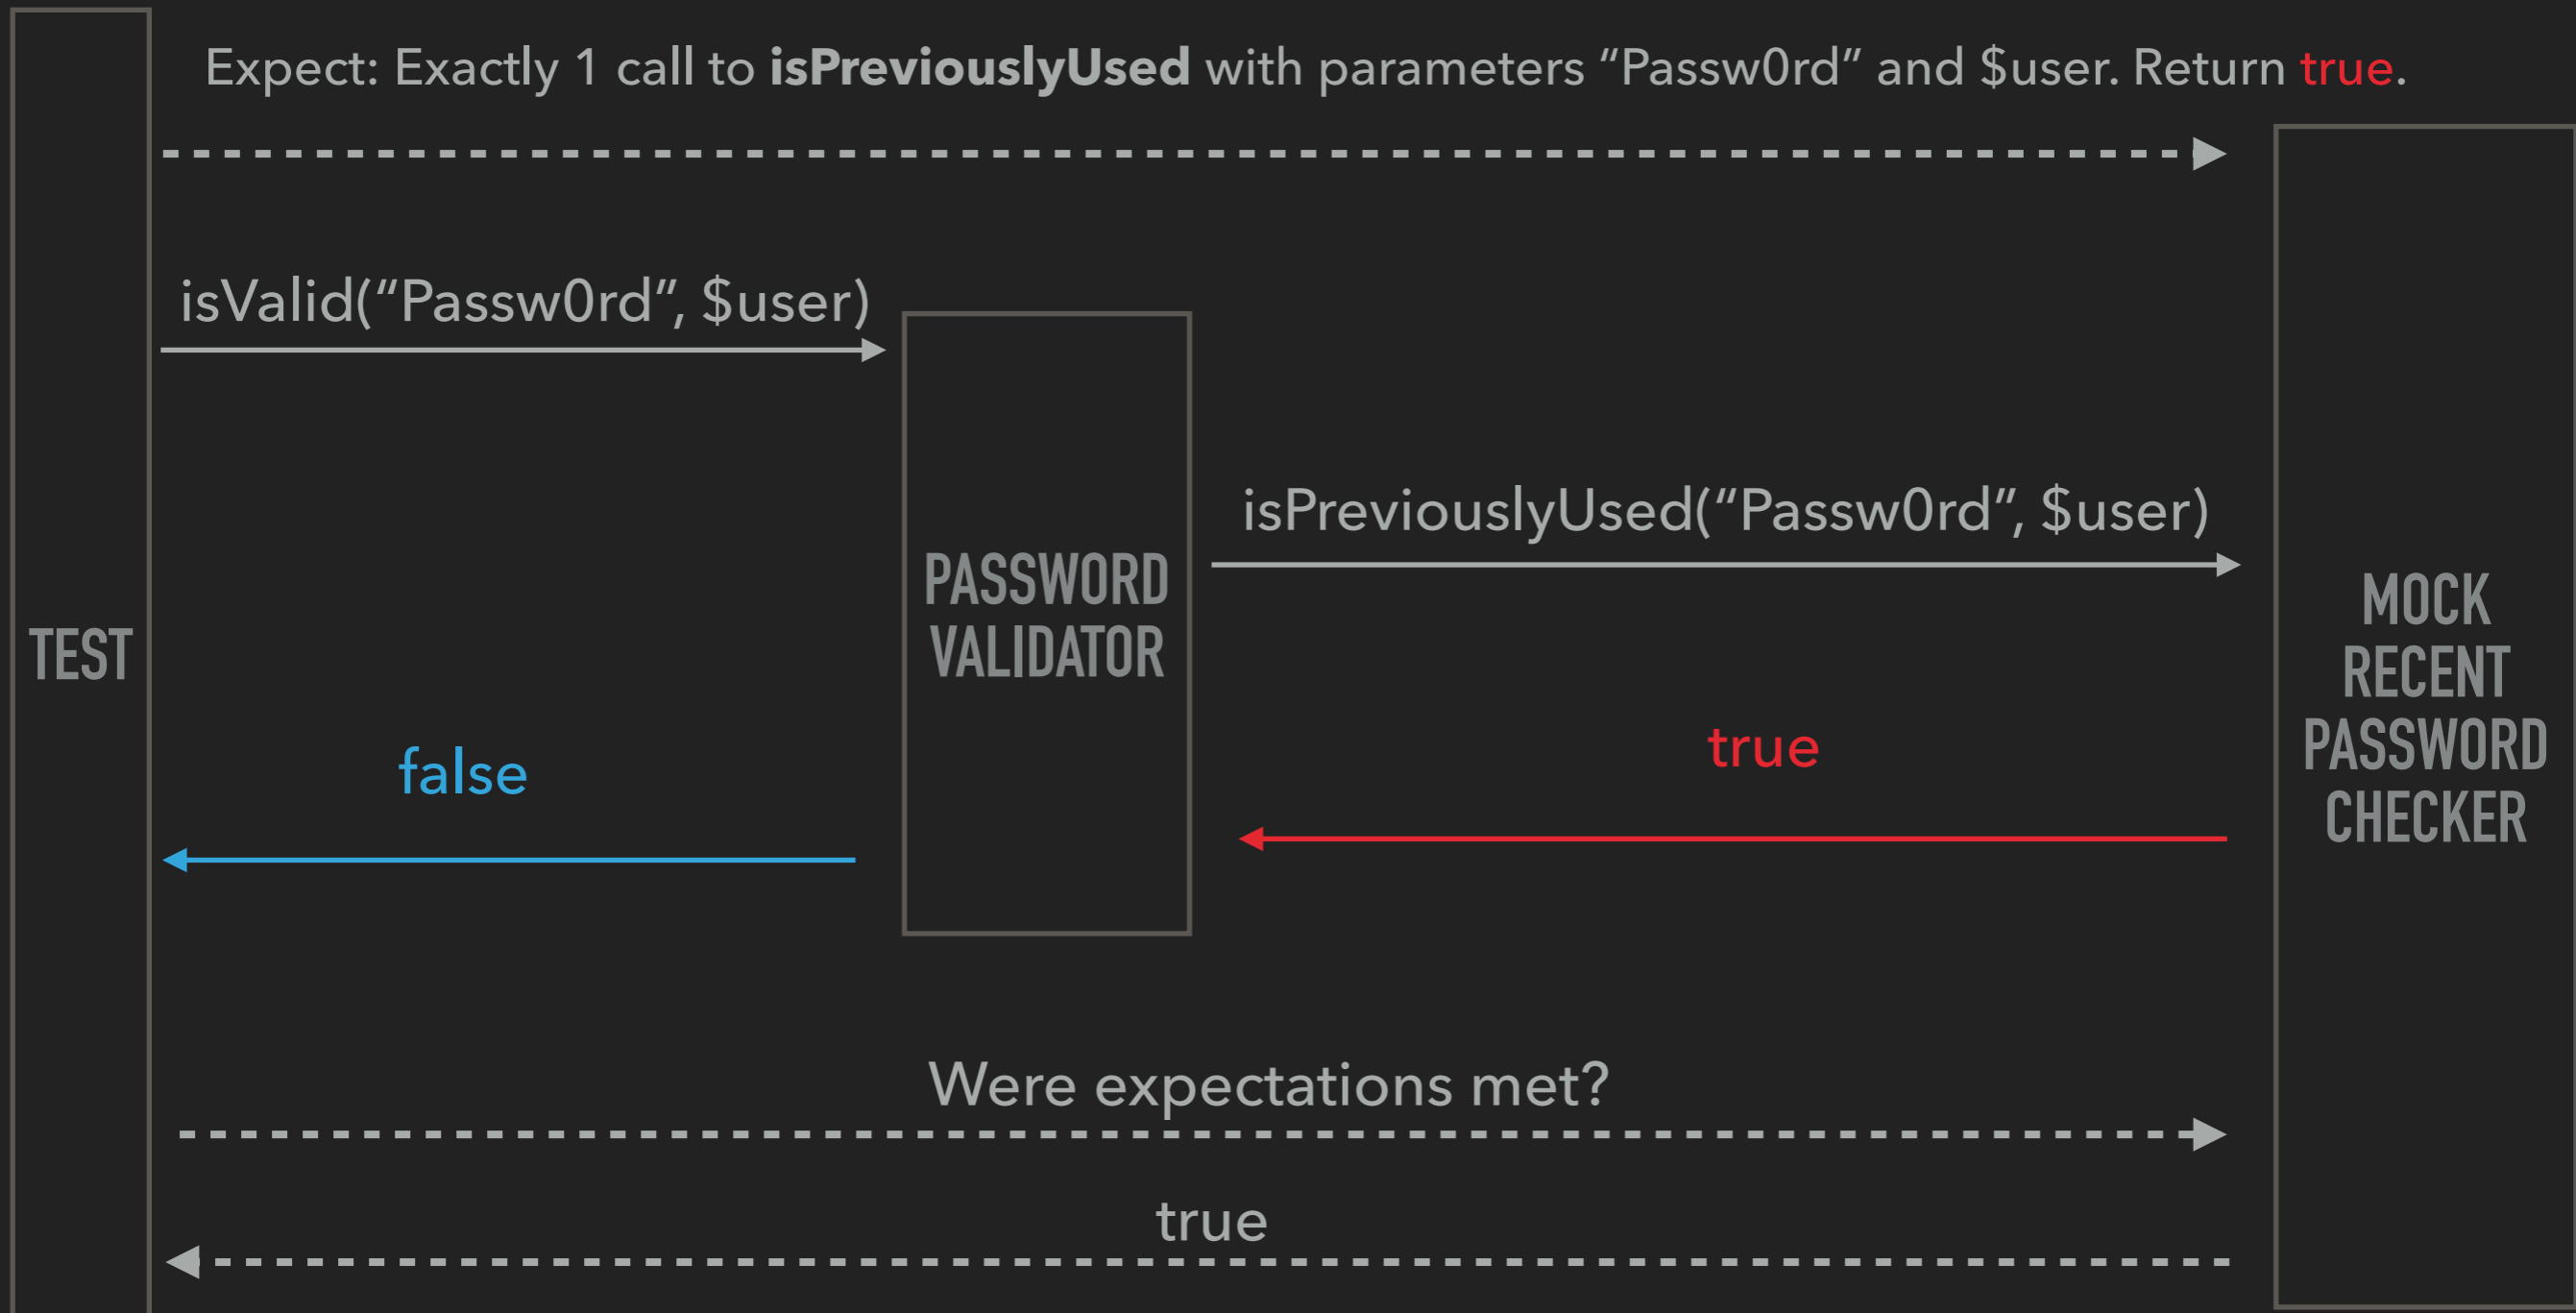 Expect: Exactly 1 call to isPreviouslyUsed with parameters “Passw0rd” and $user. Return true.
isValid(“Passw0rd”, $user)
isPreviouslyUsed(“Passw0rd”, $user)
TEST
PASSWORD
VALIDATOR
MOCK
RECENT
PASSWORD
CHECKER
true
false
Were expectations met?
true